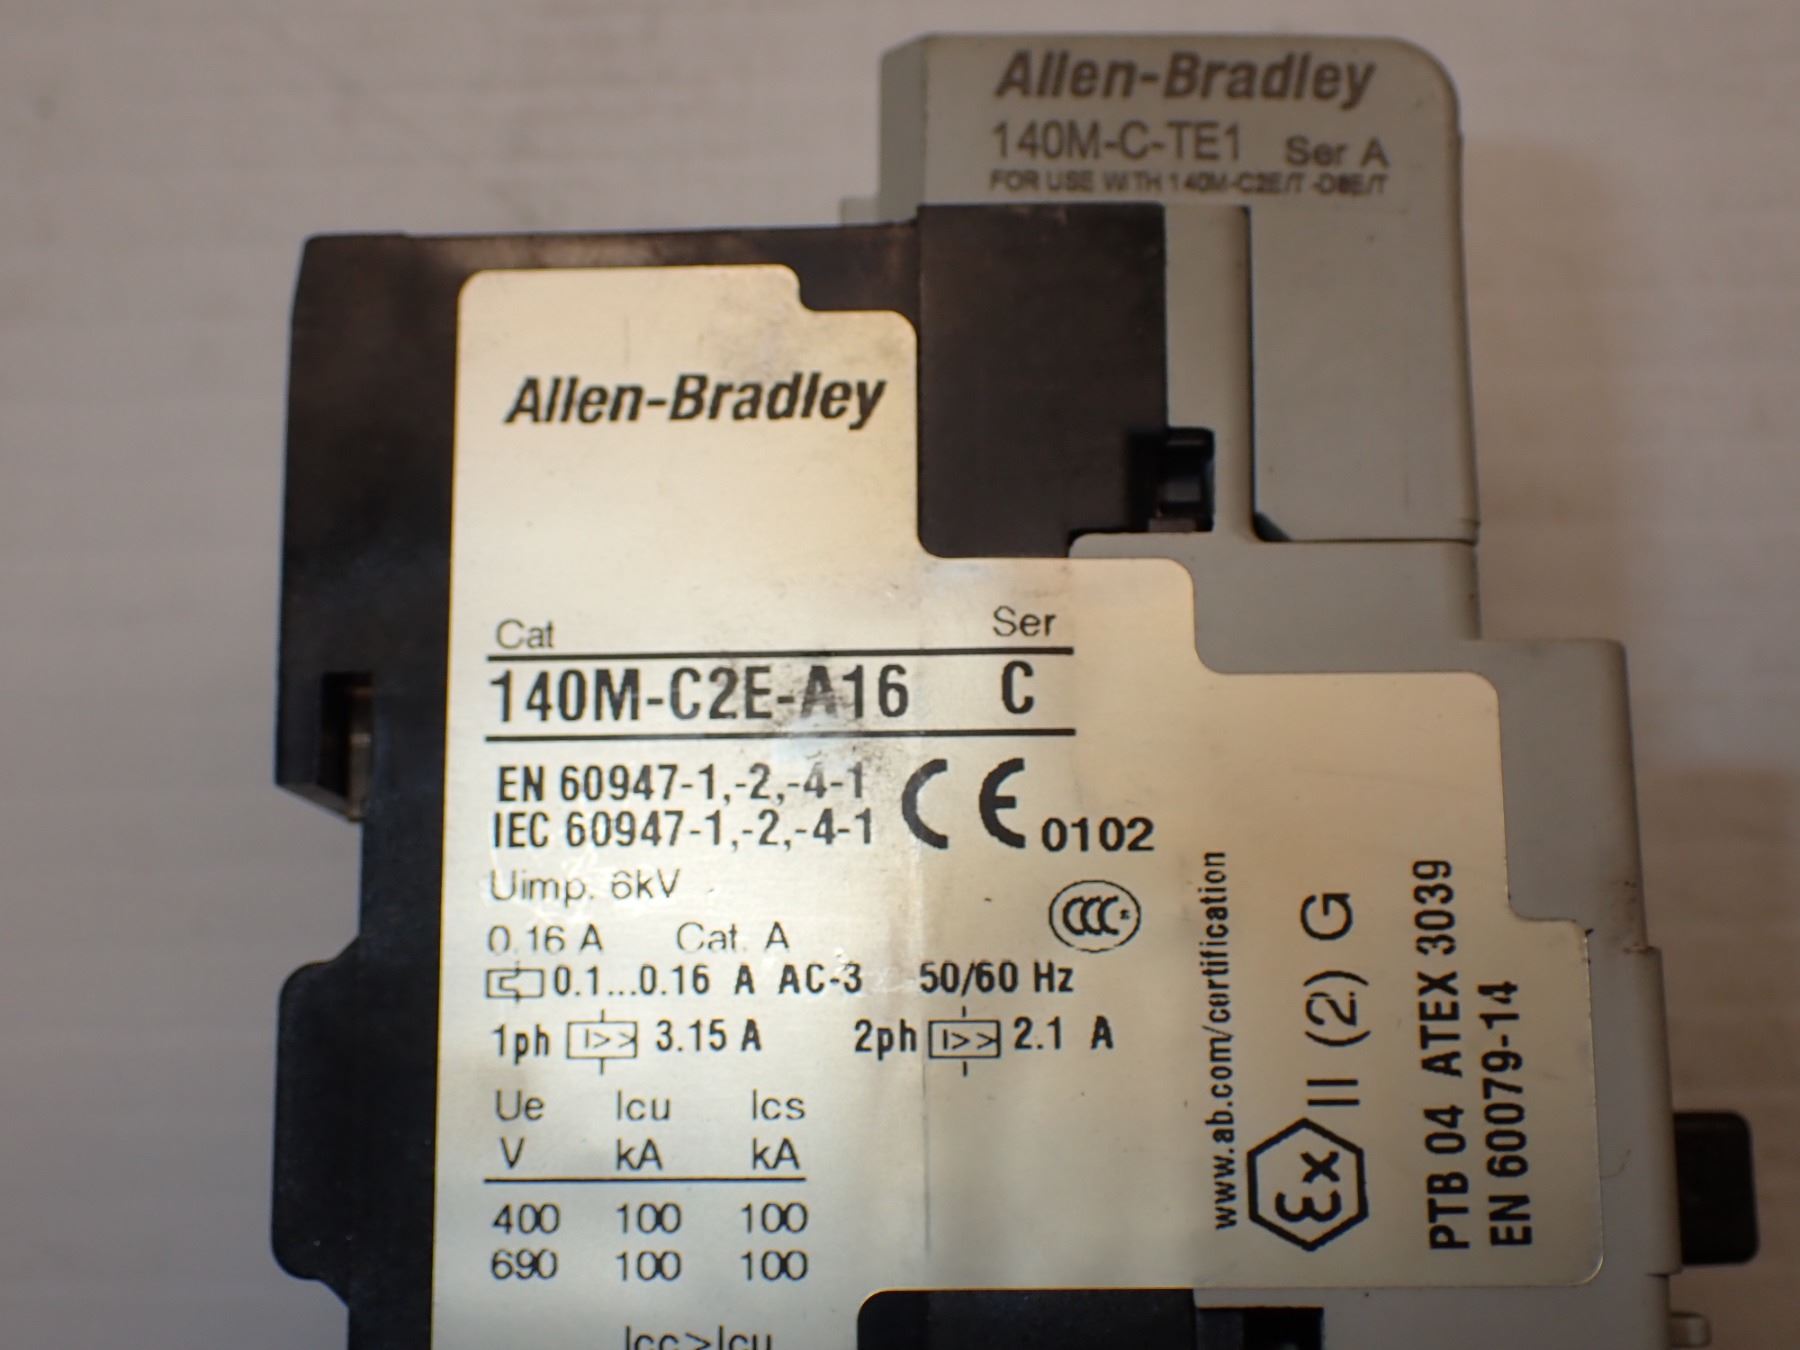 Allen-Bradley
140M-C-TE1 Ser A
FOR USE WITH 140M-C2E/T -D8E/T
Allen-Bradley
Cat Ser
140M-C2E-A16 C
EN 60947-1,-2,-4-1
IEC 60947-1,-2,-4-1
CE 0102
Uimp. 6kV
CCC
0.16 A Cat. A
0.1...0.16 A AC-3 50/60 Hz
1ph I>> 3.15 A 2ph I>> 2.1 A
Ue Icu Ics
V kA kA
400 100 100
690 100 100
Icc>Icu
www.ab.com/certification
Ex II (2) G
PTB 04 ATEX 3039
EN 60079-14